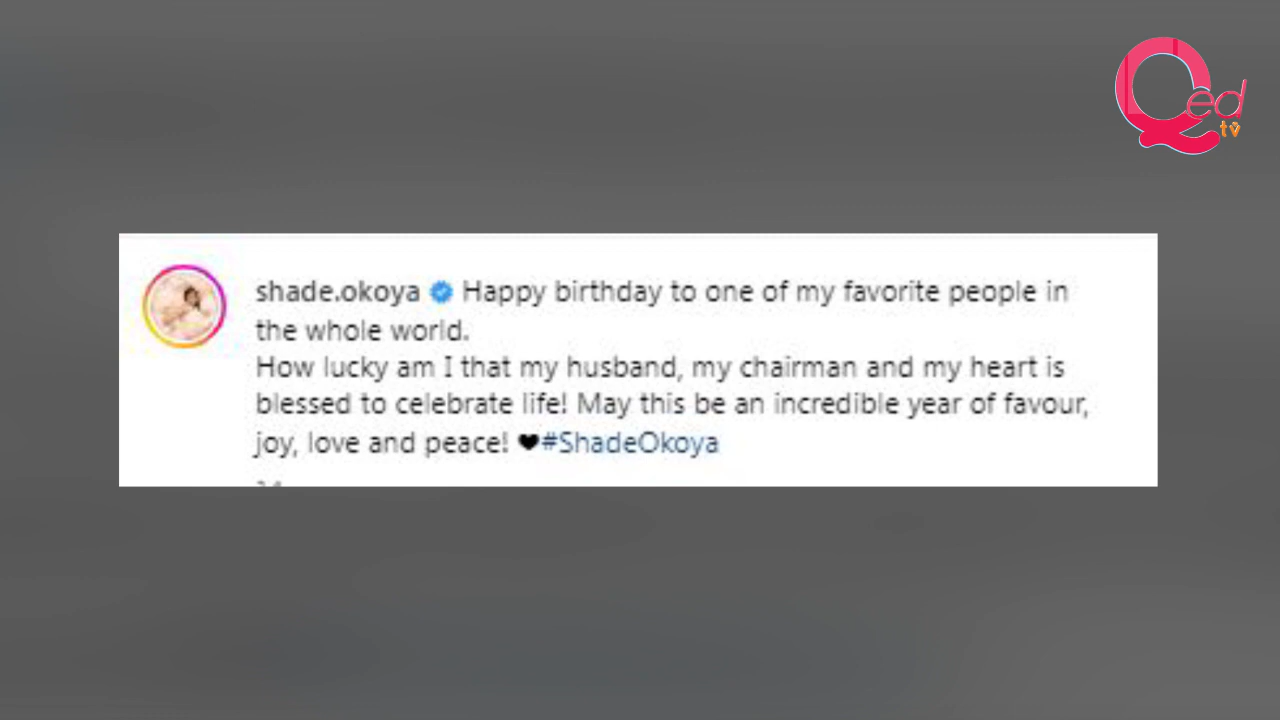 Qed
tv
shade.okoya Happy birthday to one of my favorite people in
the whole world.
How lucky am I that my husband, my chairman and my heart is
blessed to celebrate life! May this be an incredible year of favour,
joy, love and peace! 🖤#ShadeOkoya